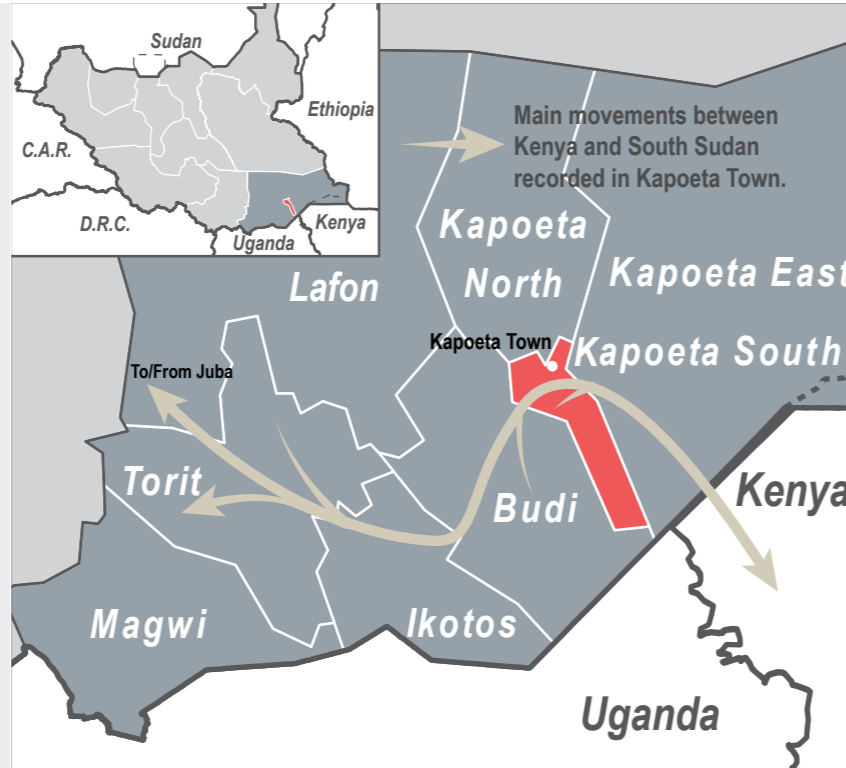 Sudan
Ethiopia
C.A.R.
D.R.C.
Kenya
Uganda
Main movements between
Kenya and South Sudan
recorded in Kapoeta Town.
Kapoeta
North
Lafon
Kapoeta East
Kapoeta Town
Kapoeta South
To/From Juba
Torit
Budi
Kenya
Magwi
Ikotos
Uganda